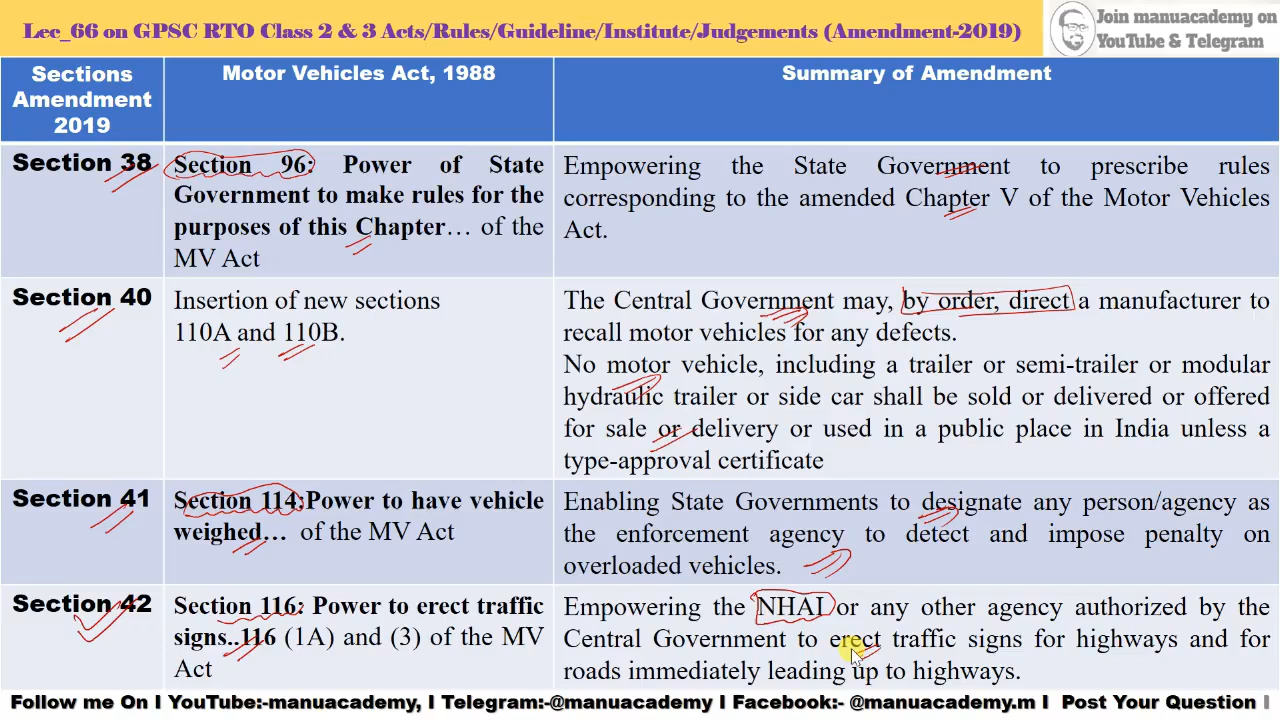 Lec_66 on GPSC RTO Class 2 & 3 Acts/Rules/Guideline/Institute/Judgements (Amendment-2019)
Join manuacademy on
YouTube & Telegram
Sections
Amendment
2019
Motor Vehicles Act, 1988
Summary of Amendment
Section 38
Section 96: Power of State
Government to make rules for the
purposes of this Chapter… of the
MV Act
Empowering the State Government to prescribe rules
corresponding to the amended Chapter V of the Motor Vehicles
Act.
Section 40
Insertion of new sections
110A and 110B.
The Central Government may, by order, direct a manufacturer to
recall motor vehicles for any defects.
No motor vehicle, including a trailer or semi-trailer or modular
hydraulic trailer or side car shall be sold or delivered or offered
for sale or delivery or used in a public place in India unless a
type-approval certificate
Section 41
Section 114:Power to have vehicle
weighed… of the MV Act
Enabling State Governments to designate any person/agency as
the enforcement agency to detect and impose penalty on
overloaded vehicles.
Section 42
Section 116: Power to erect traffic
signs..116 (1A) and (3) of the MV
Act
Empowering the NHAI or any other agency authorized by the
Central Government to erect traffic signs for highways and for
roads immediately leading up to highways.
Follow me On I YouTube:-manuacademy, I Telegram:-@manuacademy I Facebook:- @manuacademy.m I Post Your Question I